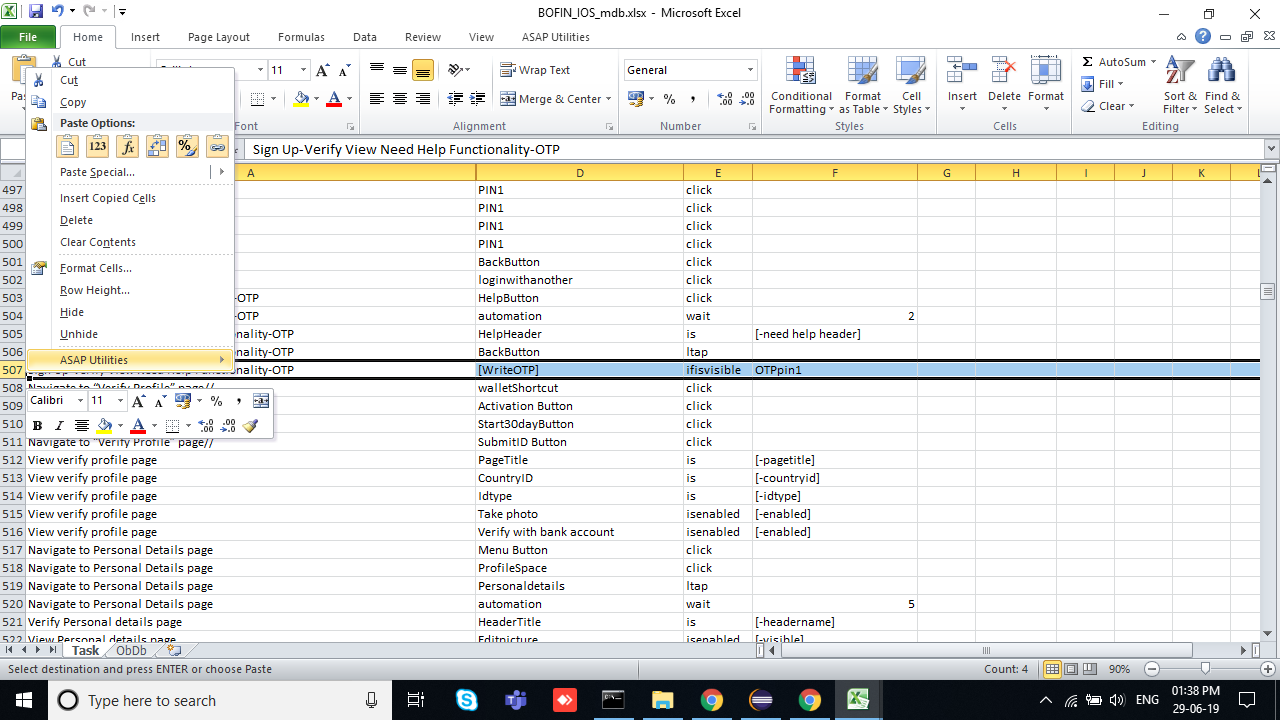 BOFIN_IOS_mdb.xlsx - Microsoft Excel
File Home Insert Page Layout Formulas Data Review View ASAP Utilities
Cut 11 Wrap Text General AutoSum
Merge & Center Conditional Formatting Format as Table Cell Styles Insert Delete Format Fill Clear Sort & Filter Find & Select
Font Alignment Number Styles Cells Editing
Cut
Copy
Paste Options:
Paste Special...
Insert Copied Cells
Delete
Clear Contents
Format Cells...
Row Height...
Hide
Unhide
ASAP Utilities
Sign Up-Verify View Need Help Functionality-OTP
A D E F G H I J K L
497 PIN1 click
498 PIN1 click
499 PIN1 click
500 PIN1 click
501 BackButton click
502 loginwithanother click
503 -OTP HelpButton click
504 -OTP automation wait 2
505 onality-OTP HelpHeader is [-need help header]
506 onality-OTP BackButton ltap
507 Sign Up-Verify View Need Help Functionality-OTP [WriteOTP] ifisvisible OTPpin1
508 Navigate to “Verify Profile” page// walletShortcut click
Calibri 11
509 Activation Button click
510 Start30dayButton click
511 Navigate to “Verify Profile” page// SubmitID Button click
512 View verify profile page PageTitle is [-pagetitle]
513 View verify profile page CountryID is [-countryid]
514 View verify profile page Idtype is [-idtype]
515 View verify profile page Take photo isenabled [-enabled]
516 View verify profile page Verify with bank account isenabled [-enabled]
517 Navigate to Personal Details page Menu Button click
518 Navigate to Personal Details page ProfileSpace click
519 Navigate to Personal Details page Personaldetails ltap
520 Navigate to Personal Details page automation wait 5
521 Verify Personal details page HeaderTitle is [-headername]
522 View Personal details page Editpicture isenabled [-visible]
Task ObDb
Select destination and press ENTER or choose Paste Count: 4 90%
Type here to search ENG 01:38 PM
29-06-19